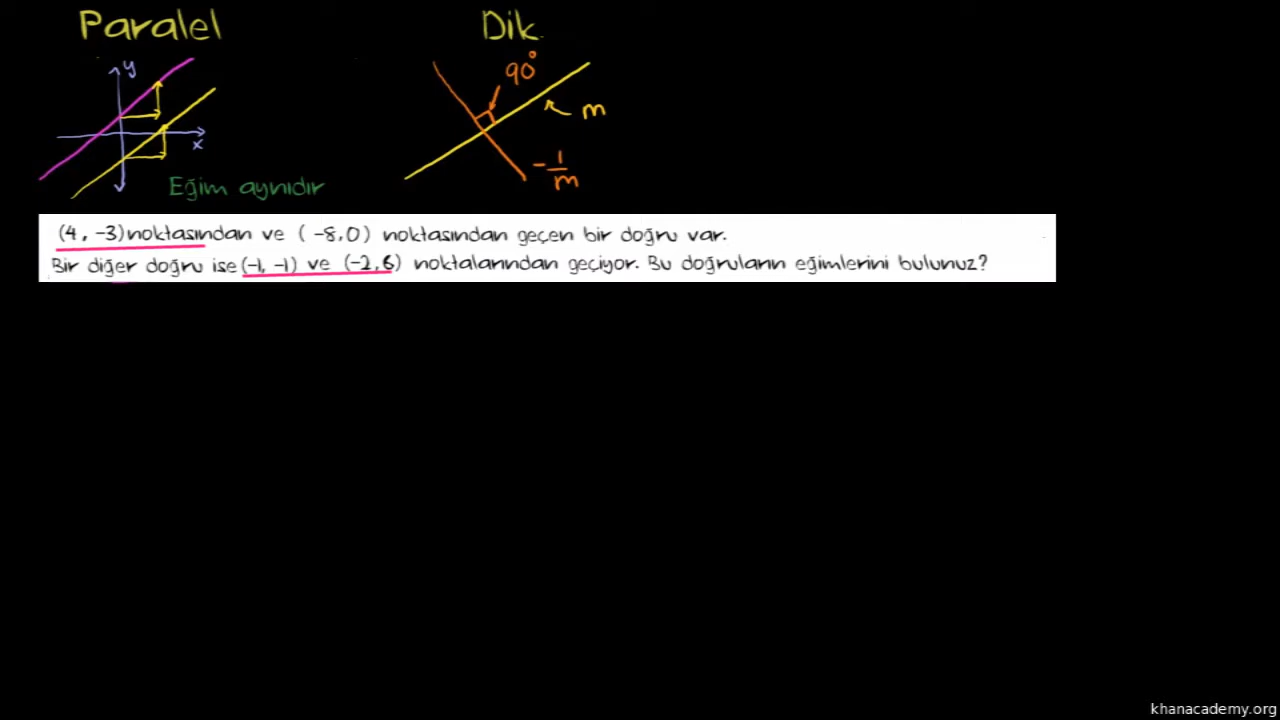 Paralel
Dik
y
x
90°
m
-1/m
Eğim aynıdır
(4, -3)noktasından ve ( -8,0) noktasından geçen bir doğru var.
Bir diğer doğru ise (-1, -1) ve (-2,6) noktalarından geçiyor. Bu doğruların eğimlerini bulunuz?
khanacademy.org